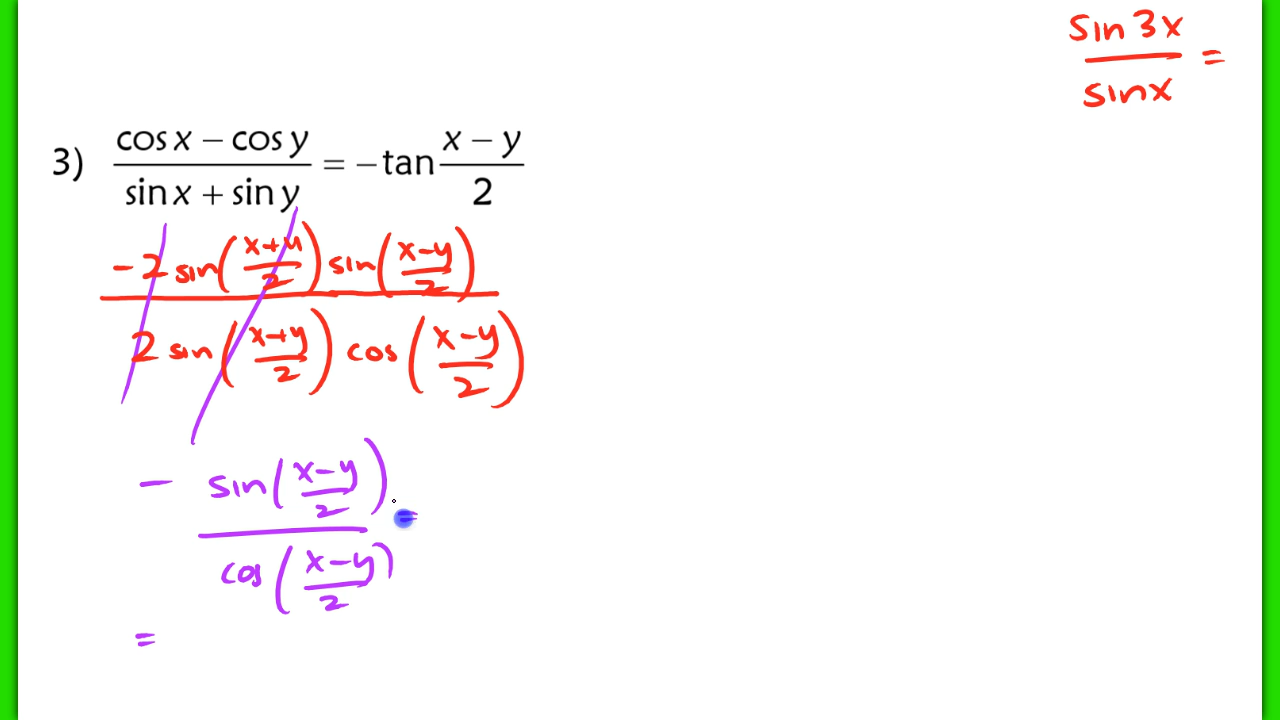 sin 3x
=
sin x
3) cos x − cos y / sin x + sin y = −tan x − y / 2
−2 sin(x+y/2) sin(x−y/2)
2 sin(x+y/2) cos(x−y/2)
− sin(x−y/2) =
cos(x−y/2)
=